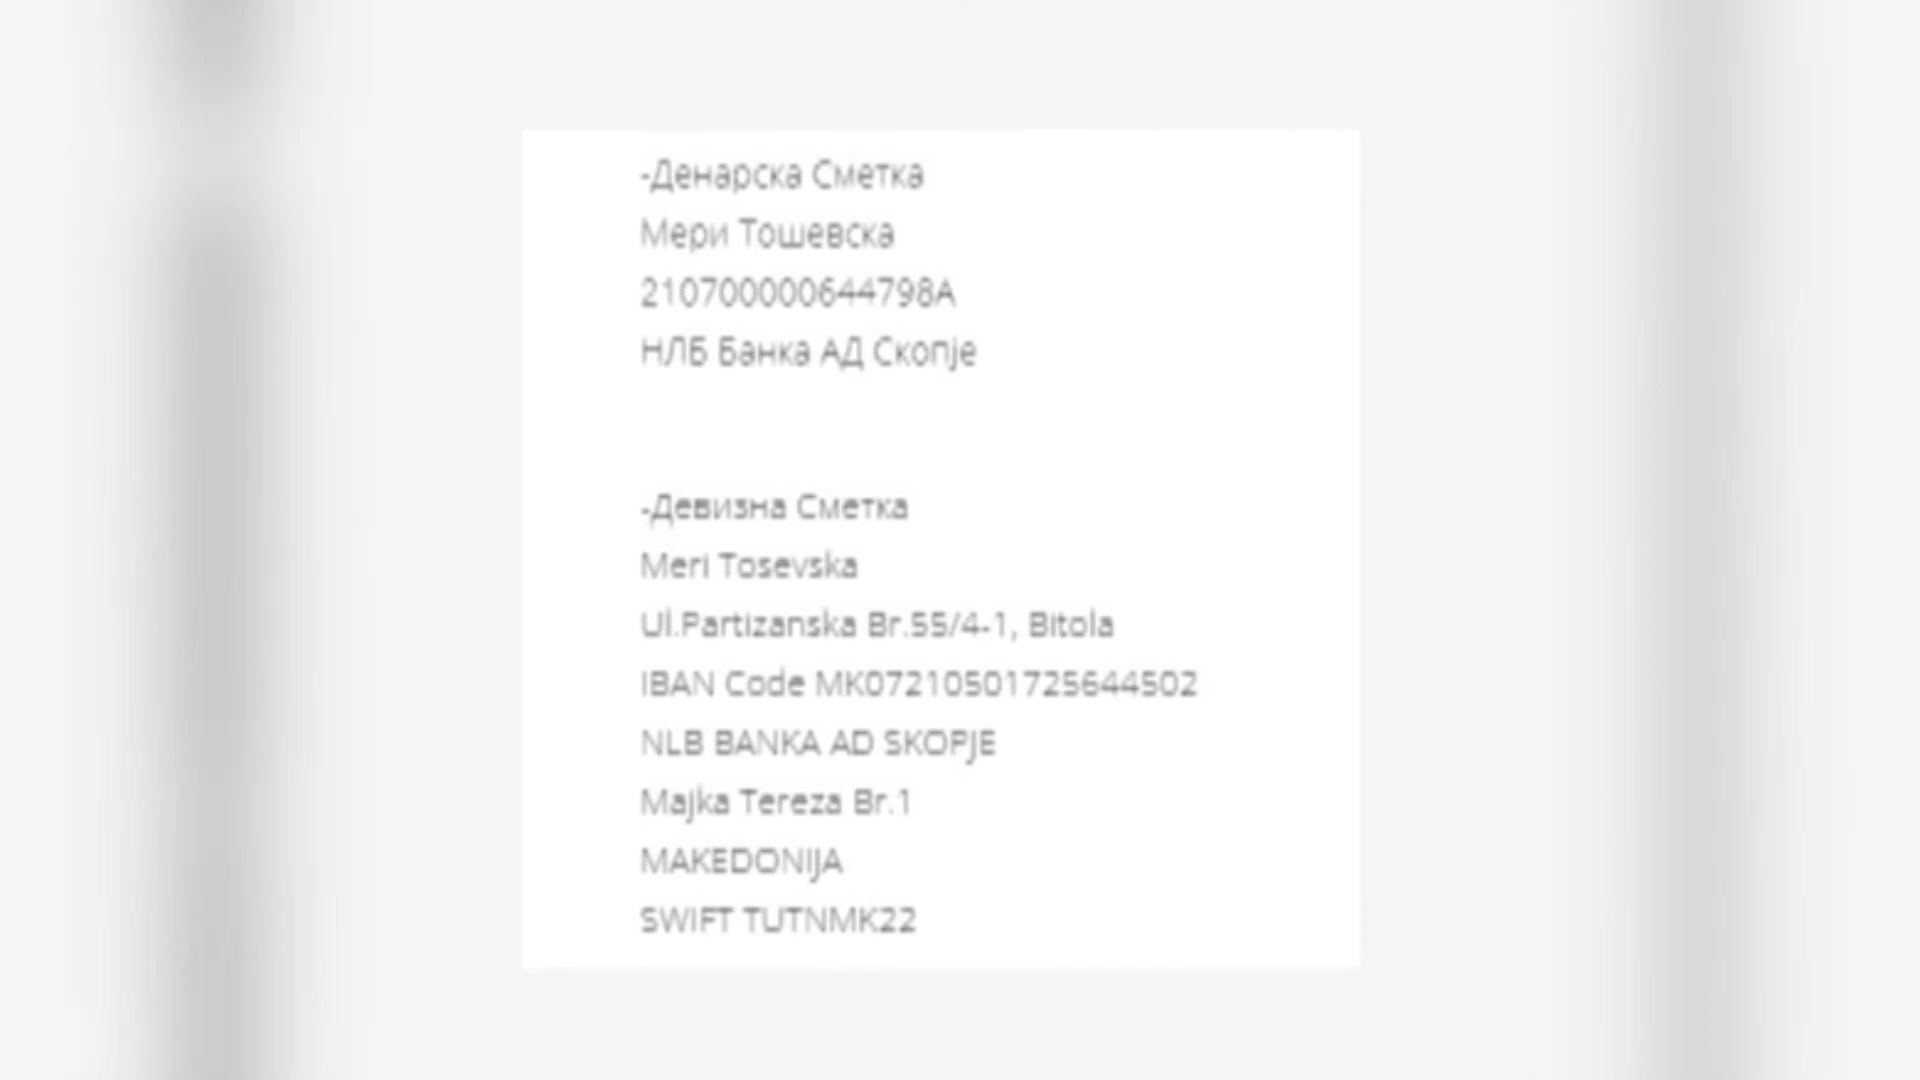 -Денарска Сметка
Мери Тошевска
210700000644798А
НЛБ Банка АД Скопје
-Девизна Сметка
Meri Tosevska
Ul.Partizanska Br.55/4-1, Bitola
IBAN Code MK07210501725644502
NLB BANKA AD SKOPJE
Majka Tereza Br.1
MAKEDONIJA
SWIFT TUTNMK22